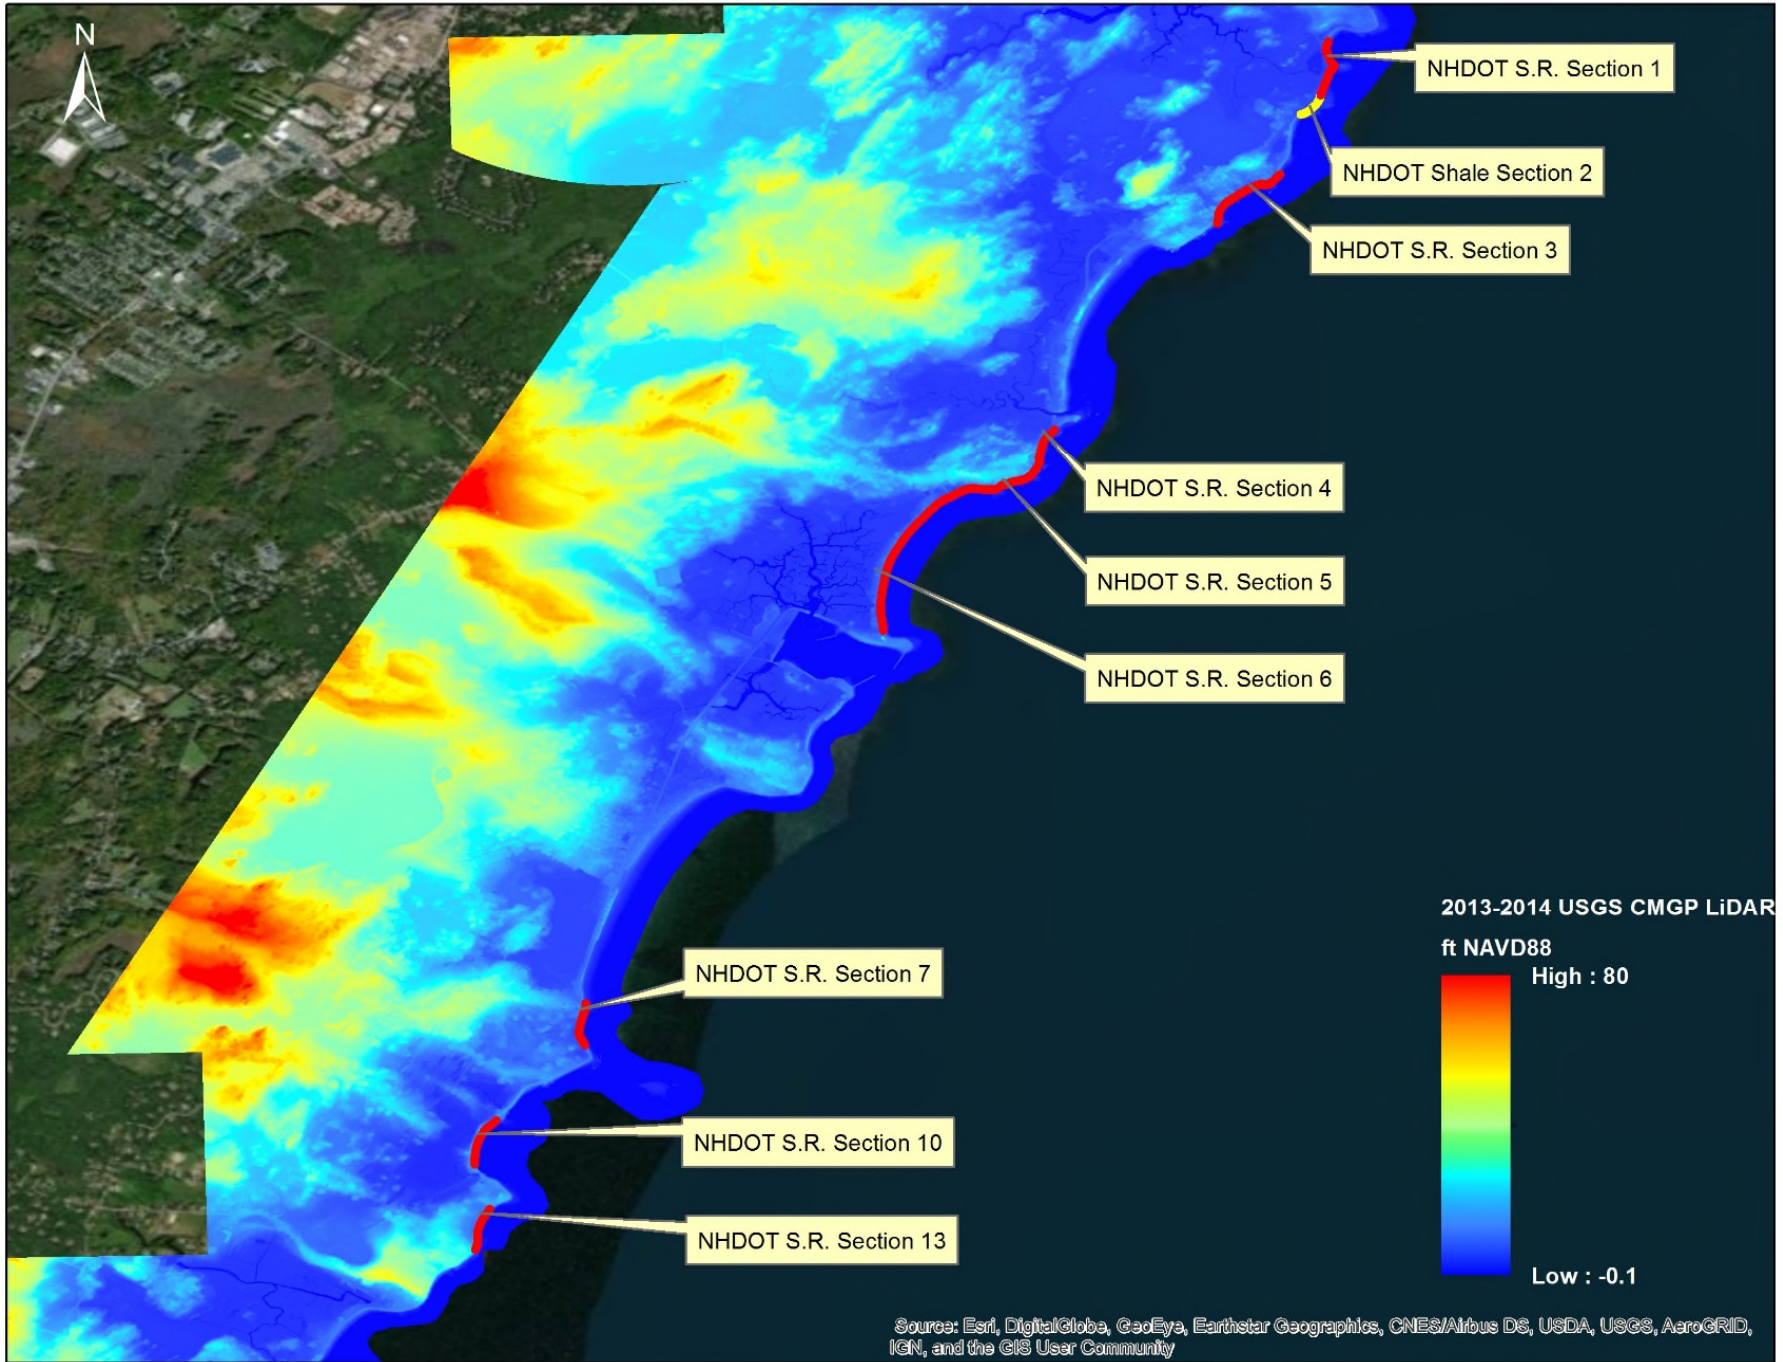 N
NHDOT S.R. Section 1
NHDOT Shale Section 2
NHDOT S.R. Section 3
NHDOT S.R. Section 4
NHDOT S.R. Section 5
NHDOT S.R. Section 6
NHDOT S.R. Section 7
NHDOT S.R. Section 10
NHDOT S.R. Section 13
2013-2014 USGS CMGP LiDAR
ft NAVD88
High : 80
Low : -0.1
Source: Esri, DigitalGlobe, GeoEye, Earthstar Geographics, CNES/Airbus DS, USDA, USGS, AeroGRID,
IGN, and the GIS User Community